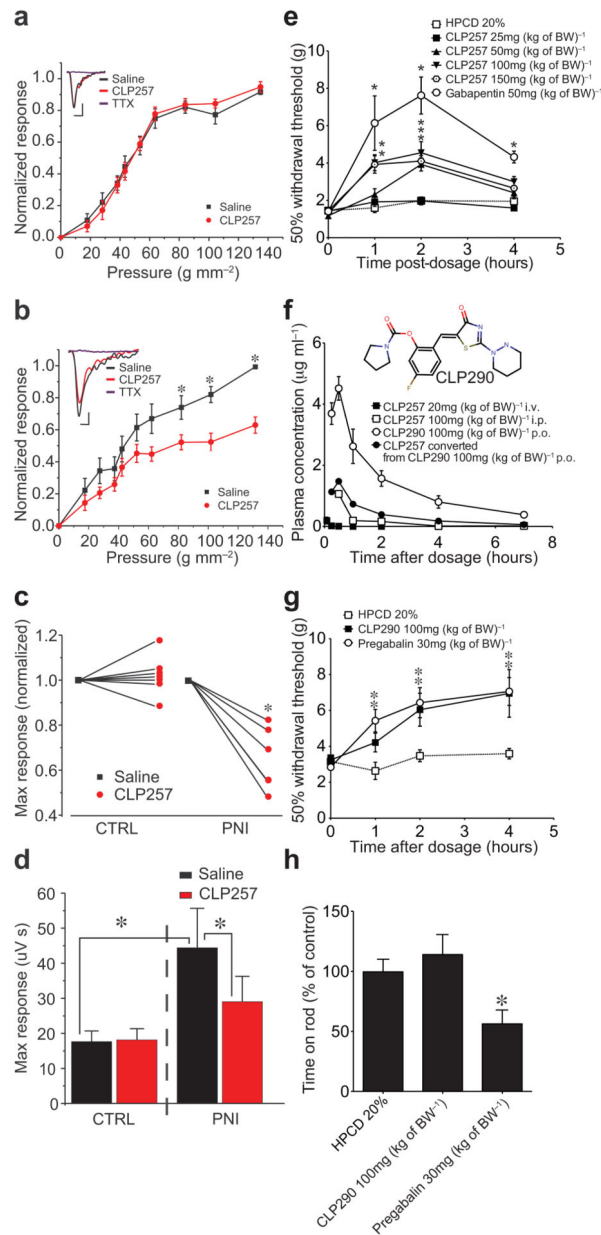 a
Saline
CLP257
TTX
Normalized response
1.0
0.8
0.6
0.4
0.2
0.0
Saline
CLP257
0 20 40 60 80 100 120 140
Pressure (g mm⁻²)
b
Saline
CLP257
TTX
Normalized response
1.0
0.8
0.6
0.4
0.2
0.0
* * *
Saline
CLP257
0 20 40 60 80 100 120 140
Pressure (g mm⁻²)
c
Max response (normalized)
1.2
1.0
0.8
0.6
0.4
*
Saline
CLP257
CTRL PNI
d
Saline
CLP257
Max response (uV s)
60
50
40
30
20
10
0
* *
CTRL PNI
e
HPCD 20%
CLP257 25mg (kg of BW)⁻¹
CLP257 50mg (kg of BW)⁻¹
CLP257 100mg (kg of BW)⁻¹
CLP257 150mg (kg of BW)⁻¹
Gabapentin 50mg (kg of BW)⁻¹
50% withdrawal threshold (g)
10
8
6
4
2
0
* * * * * * * * *
0 1 2 3 4 5
Time post-dosage (hours)
f
O
N
O
O
N
S
N
N
N
F
CLP290
CLP257 20mg (kg of BW)⁻¹ i.v.
CLP257 100mg (kg of BW)⁻¹ i.p.
CLP290 100mg (kg of BW)⁻¹ p.o.
CLP257 converted
from CLP290 100mg (kg of BW)⁻¹ p.o.
Plasma concentration (µg ml⁻¹)
6
4
2
0
0 2 4 6 8
Time after dosage (hours)
g
HPCD 20%
CLP290 100mg (kg of BW)⁻¹
Pregabalin 30mg (kg of BW)⁻¹
50% withdrawal threshold (g)
10
8
6
4
2
0
* * * * * *
0 1 2 3 4 5
Time after dosage (hours)
h
Time on rod (% of control)
150
100
50
0
*
HPCD 20%
CLP290 100mg (kg of BW⁻¹)
Pregabalin 30mg (kg of BW⁻¹)